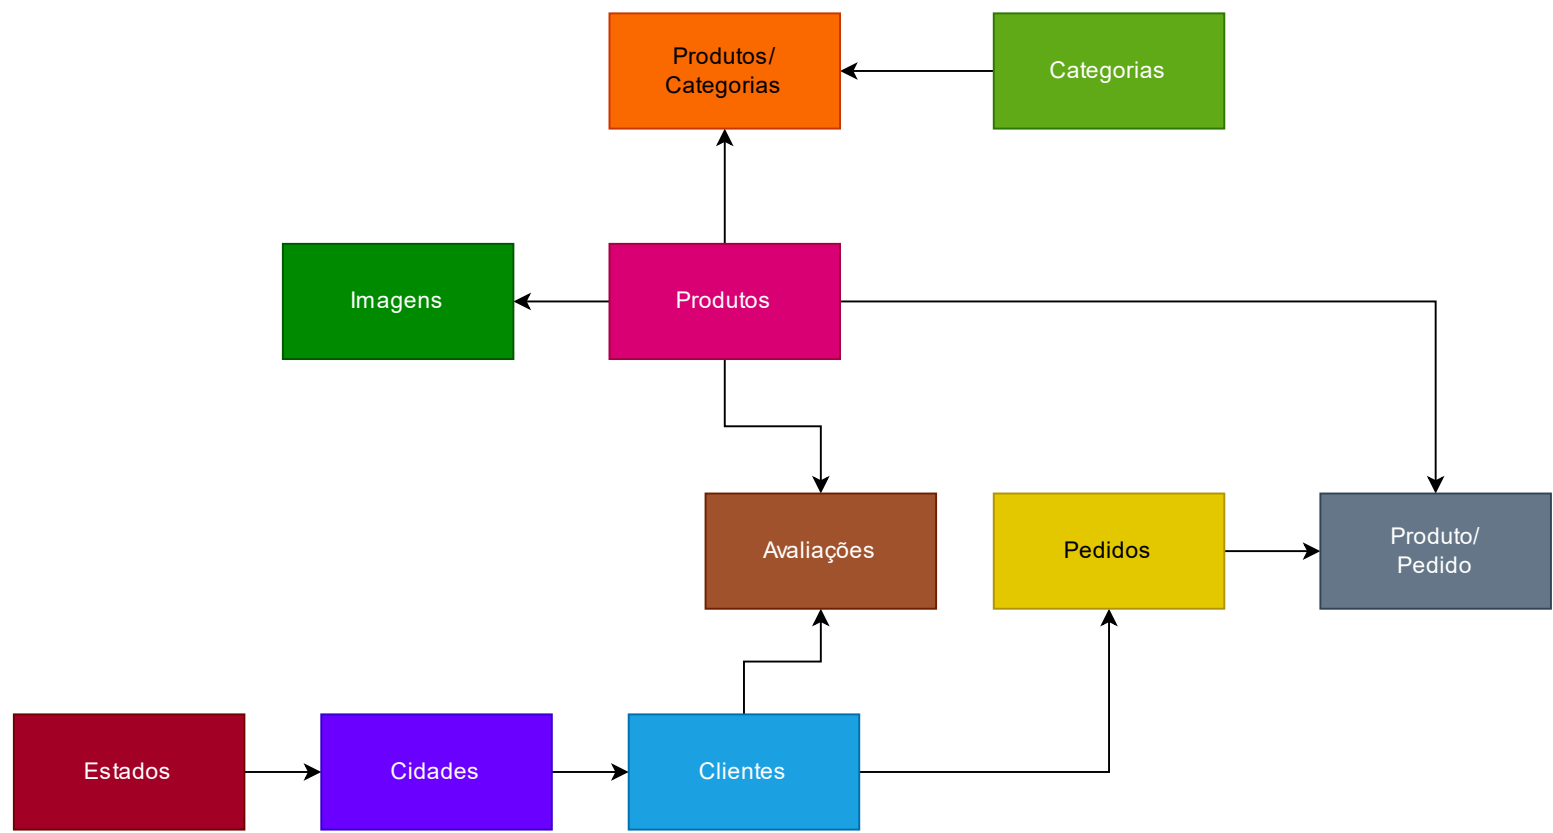 Produtos/
Categorias
Categorias
Imagens
Produtos
Avaliações
Pedidos
Produto/
Pedido
Estados
Cidades
Clientes